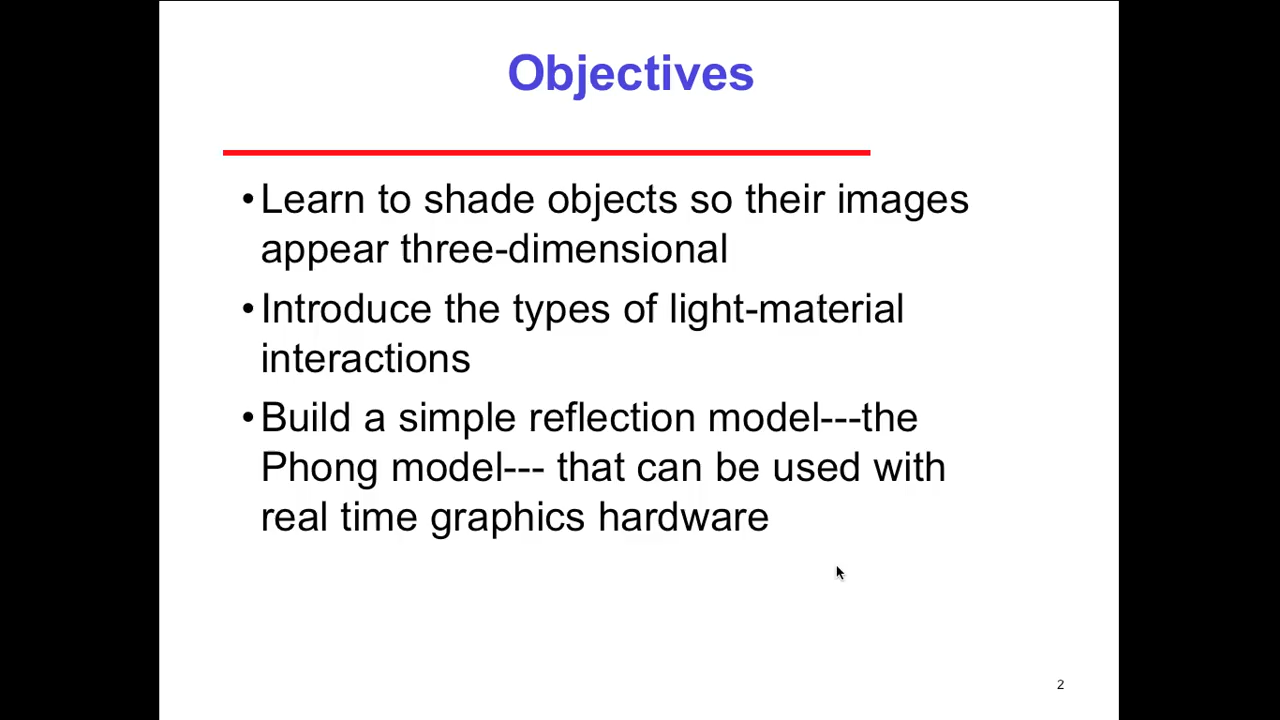 Objectives
•Learn to shade objects so their images
appear three-dimensional
•Introduce the types of light-material
interactions
•Build a simple reflection model---the
Phong model--- that can be used with
real time graphics hardware
2